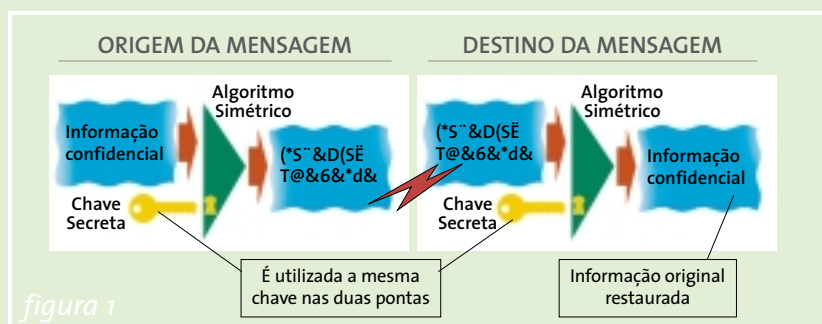 ORIGEM DA MENSAGEM
DESTINO DA MENSAGEM
Algoritmo
Simétrico
Informação
confidencial
(*S¨&D(SË
T@&6&*d&
Chave
Secreta
Algoritmo
Simétrico
(*S¨&D(SË
T@&6&*d&
Informação
confidencial
Chave
Secreta
É utilizada a mesma
chave nas duas pontas
Informação original
restaurada
figura 1